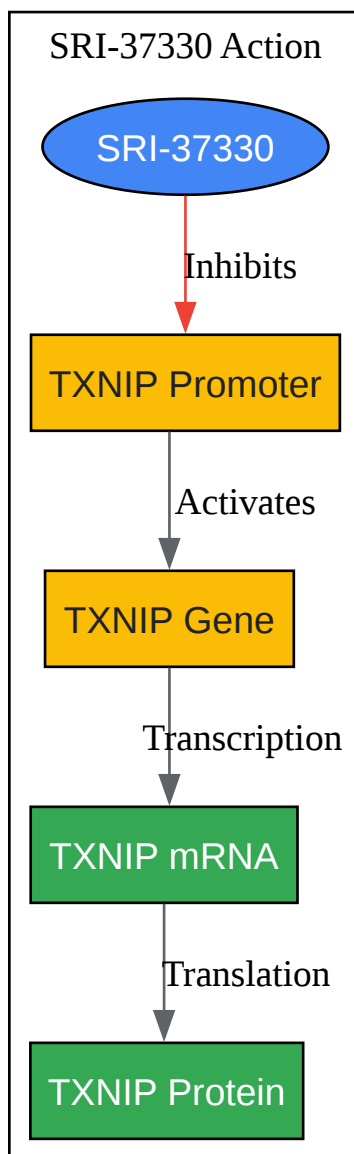 SRI-37330 Action
SRI-37330
Inhibits
TXNIP Promoter
Activates
TXNIP Gene
Transcription
TXNIP mRNA
Translation
TXNIP Protein